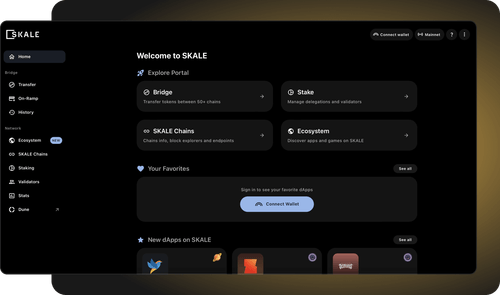 SKALE
Connect wallet
Mainnet
?
Home
Bridge
Transfer
On-Ramp
History
Network
Ecosystem NEW
SKALE Chains
Staking
Validators
Stats
Dune
Welcome to SKALE
Explore Portal
Bridge
Transfer tokens between 50+ chains
Stake
Manage delegations and validators
SKALE Chains
Chains info, block explorers and endpoints
Ecosystem
Discover apps and games on SKALE
Your Favorites
See all
Sign in to see your favorite dApps
Connect Wallet
New dApps on SKALE
See all